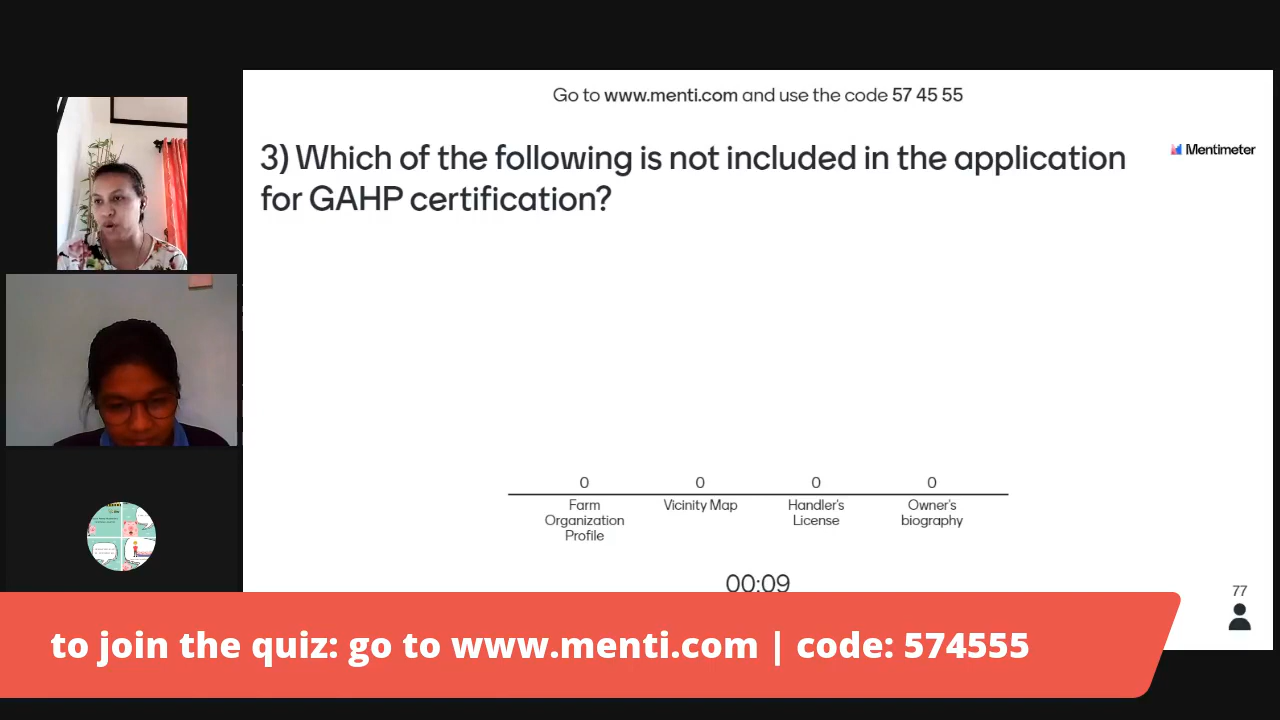 Go to www.menti.com and use the code 57 45 55
3) Which of the following is not included in the application
for GAHP certification?
Mentimeter
0 0 0 0
Farm Vicinity Map Handler's Owner's
Organization License biography
Profile
00:09
77
to join the quiz: go to www.menti.com | code: 574555